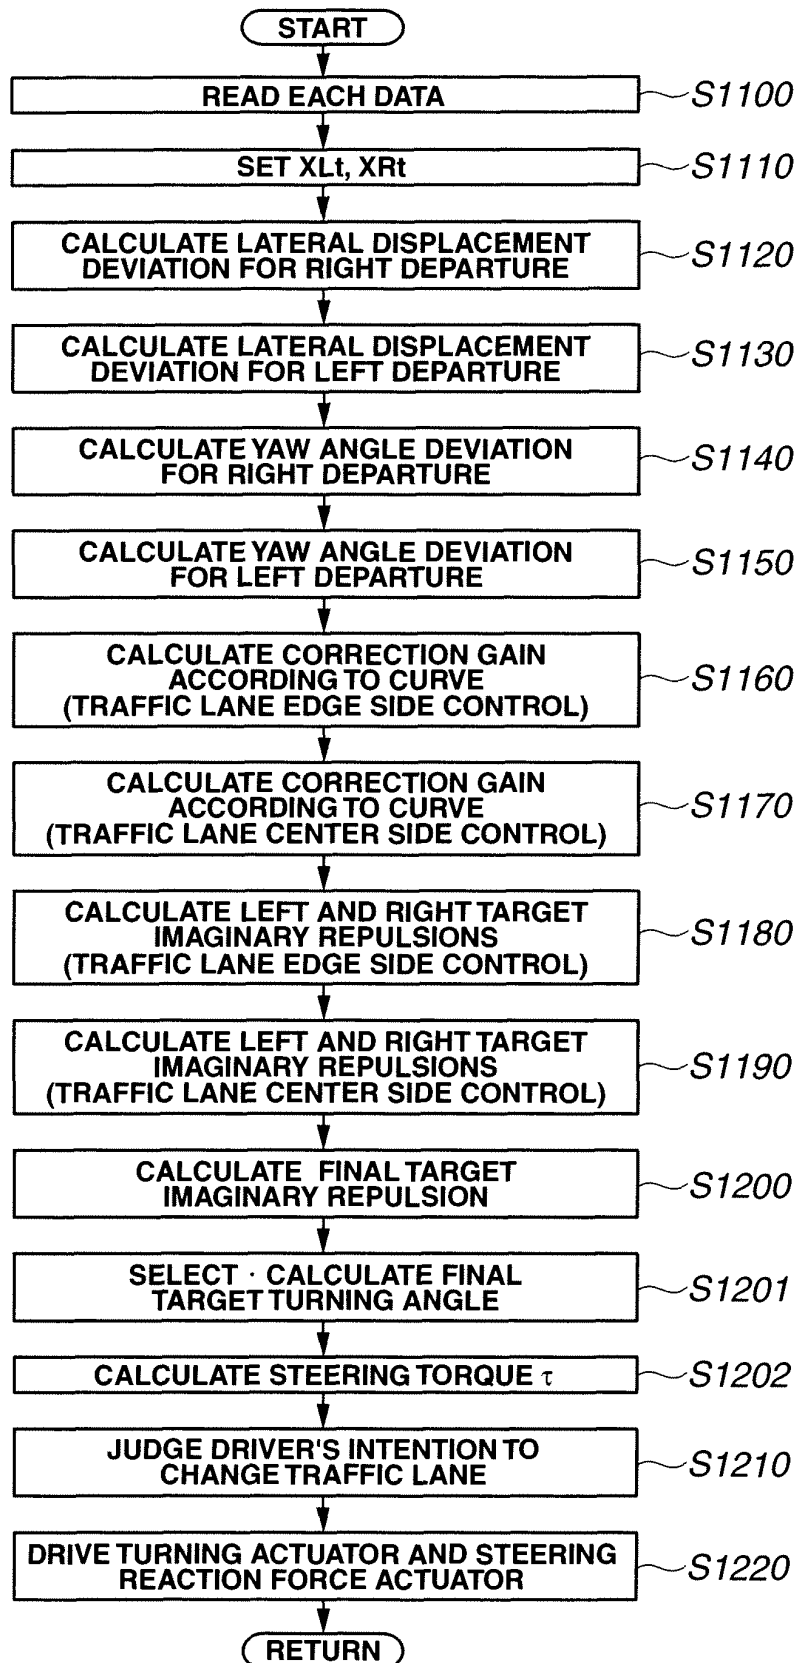 START
READ EACH DATA
S1100
SET XLt, XRt
S1110
CALCULATE LATERAL DISPLACEMENT
DEVIATION FOR RIGHT DEPARTURE
S1120
CALCULATE LATERAL DISPLACEMENT
DEVIATION FOR LEFT DEPARTURE
S1130
CALCULATE YAW ANGLE DEVIATION
FOR RIGHT DEPARTURE
S1140
CALCULATE YAW ANGLE DEVIATION
FOR LEFT DEPARTURE
S1150
CALCULATE CORRECTION GAIN
ACCORDING TO CURVE
(TRAFFIC LANE EDGE SIDE CONTROL)
S1160
CALCULATE CORRECTION GAIN
ACCORDING TO CURVE
(TRAFFIC LANE CENTER SIDE CONTROL)
S1170
CALCULATE LEFT AND RIGHT TARGET
IMAGINARY REPULSIONS
(TRAFFIC LANE EDGE SIDE CONTROL)
S1180
CALCULATE LEFT AND RIGHT TARGET
IMAGINARY REPULSIONS
(TRAFFIC LANE CENTER SIDE CONTROL)
S1190
CALCULATE FINAL TARGET
IMAGINARY REPULSION
S1200
SELECT · CALCULATE FINAL
TARGET TURNING ANGLE
S1201
CALCULATE STEERING TORQUE τ
S1202
JUDGE DRIVER'S INTENTION TO
CHANGE TRAFFIC LANE
S1210
DRIVE TURNING ACTUATOR AND STEERING
REACTION FORCE ACTUATOR
S1220
RETURN